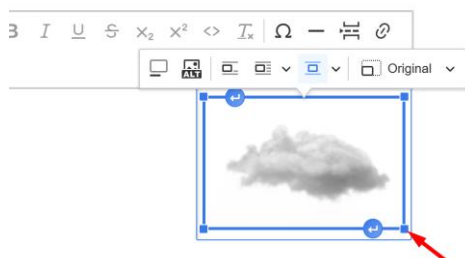 B I U S X₂ X² <> Tx Ω
ALT Original